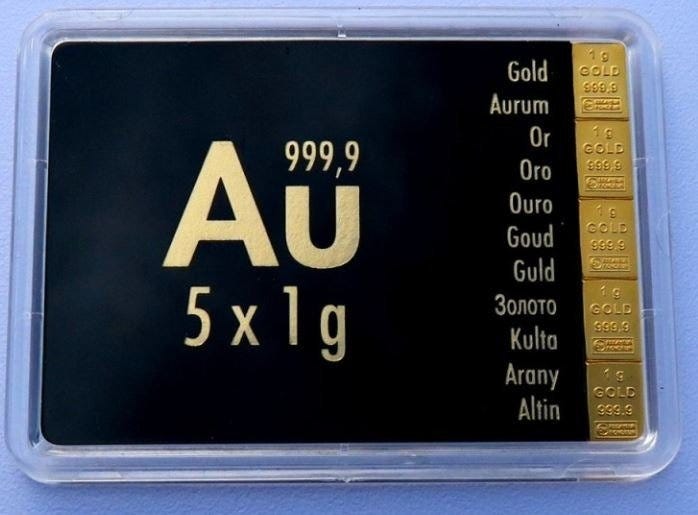 999,9
Au
5 x 1g
Gold
Aurum
Or
Oro
Ouro
Goud
Guld
Золото
Kulta
Arany
Altin
1 g
GOLD
999,9
1 g
GOLD
999,9
1 g
GOLD
999,9
1 g
GOLD
999,9
1 g
GOLD
999,9